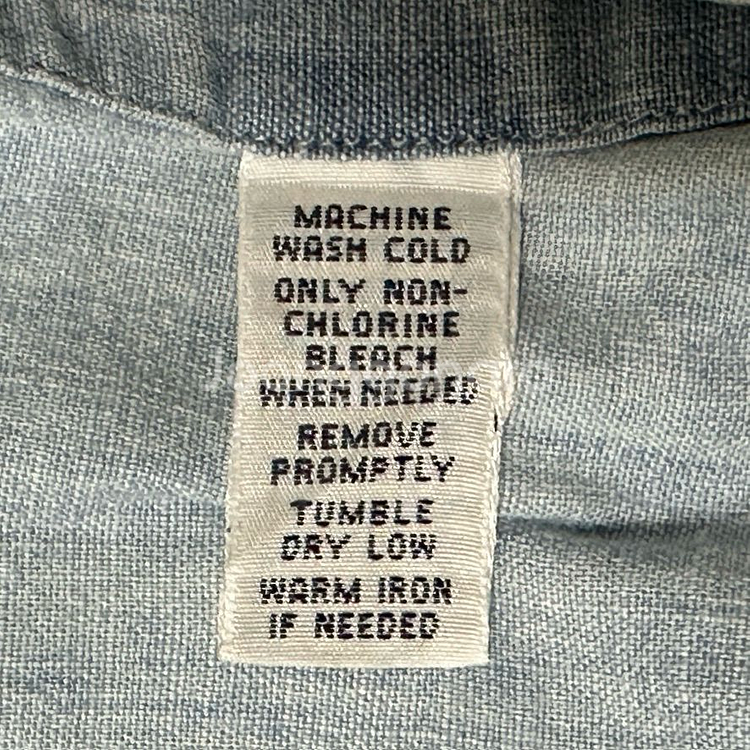 MACHINE
WASH COLD
ONLY NON-
CHLORINE
BLEACH
WHEN NEEDED
REMOVE
PROMPTLY
TUMBLE
DRY LOW
WARM IRON
IF NEEDED